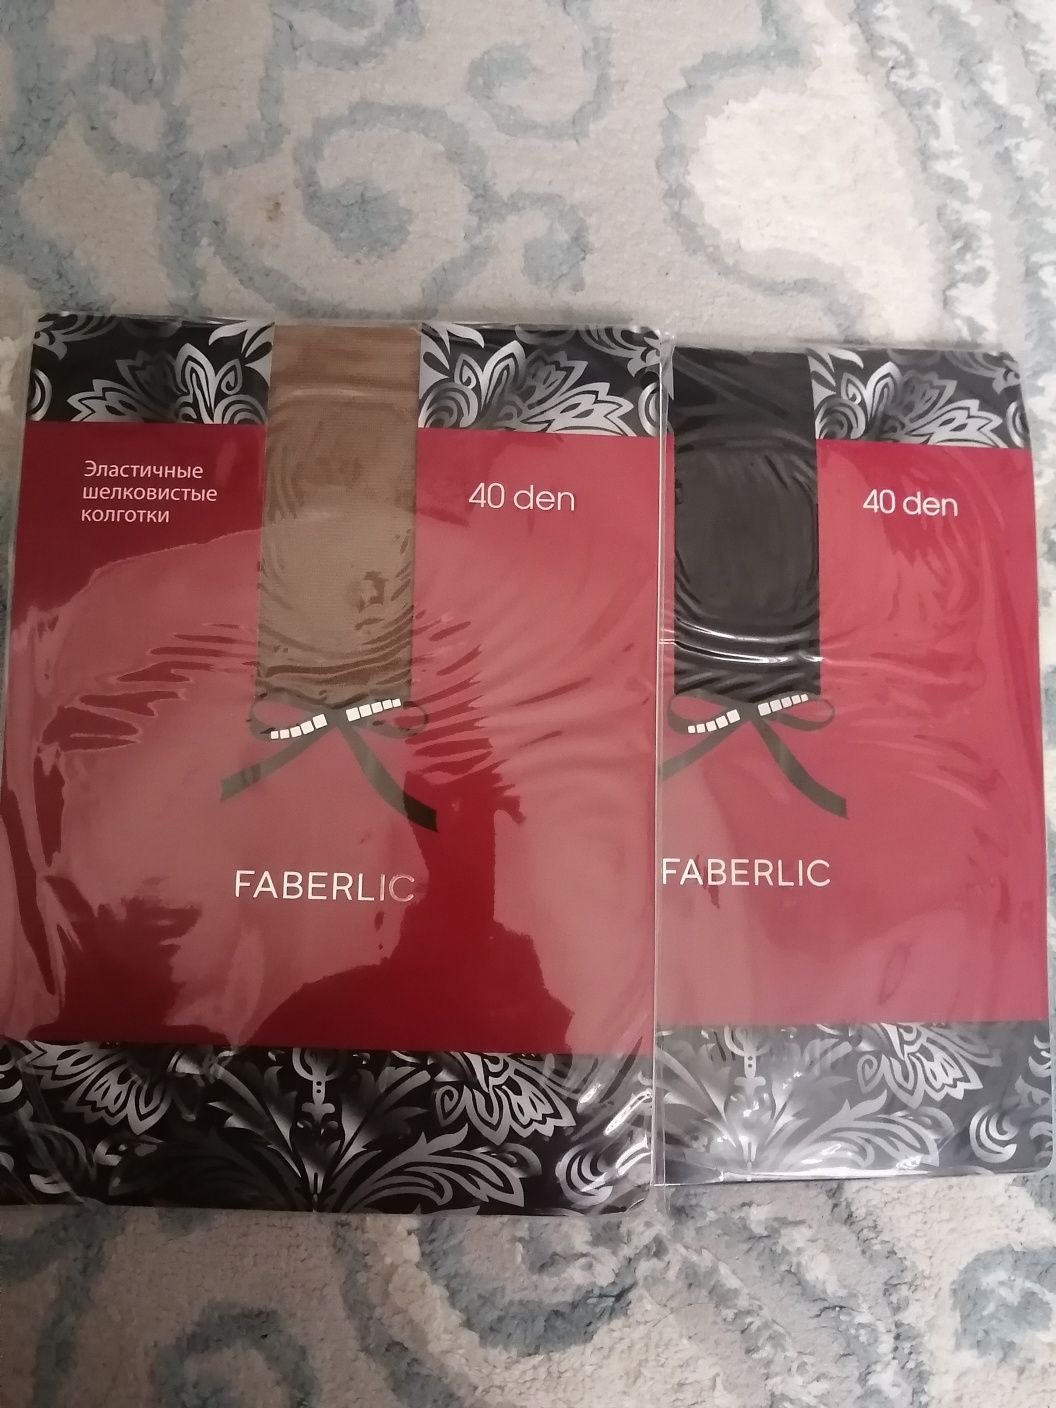 Эластичные
шелковистые
колготки
40 den
FABERLIC
40 den
FABERLIC